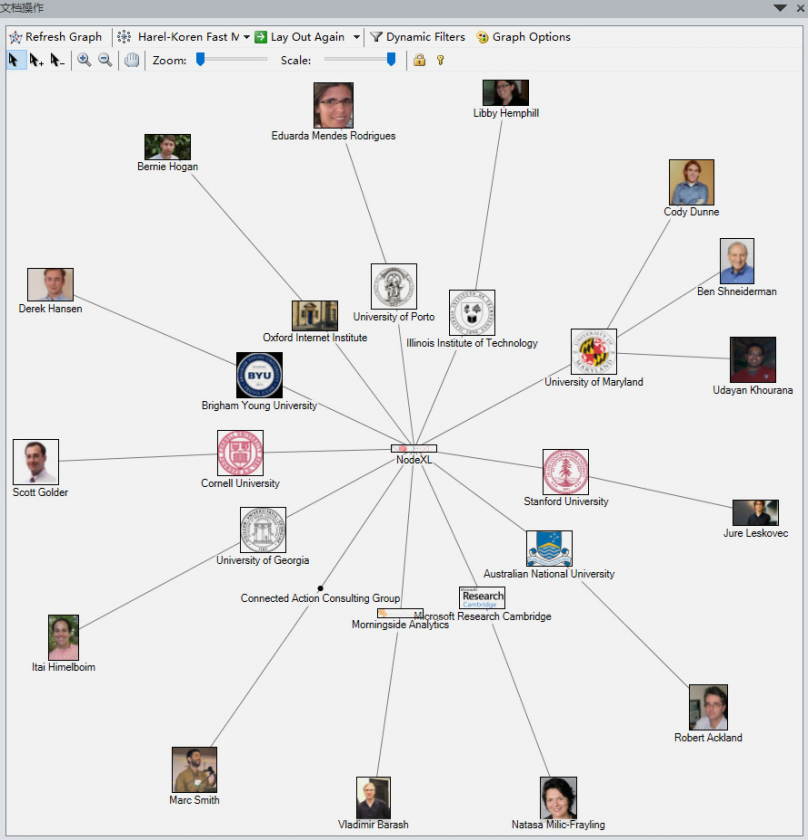 文档操作
Refresh Graph Harel-Koren Fast M Lay Out Again Dynamic Filters Graph Options
Zoom: Scale:
Libby Hemphill
Eduarda Mendes Rodrigues
Bernie Hogan
Cody Dunne
Ben Shneiderman
Derek Hansen
University of Porto
Oxford Internet Institute
Illinois Institute of Technology
University of Maryland
Udayan Khourana
BYU
Brigham Young University
NodeXL
Cornell University
Scott Golder
Stanford University
Jure Leskovec
University of Georgia
Australian National University
Connected Action Consulting Group
Microsoft
Research
Cambridge
Microsoft Research Cambridge
Morningside Analytics
Itai Himelboim
Robert Ackland
Marc Smith
Vladimir Barash
Natasa Milic-Frayling